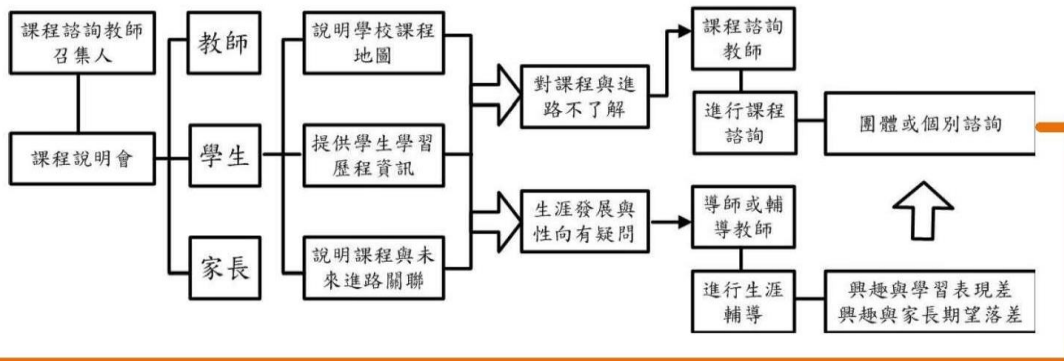 課程諮詢教師
召集人
課程說明會
教師
學生
家長
說明學校課程
地圖
提供學生學習
歷程資訊
說明課程與未
來進路關聯
對課程與進
路不了解
生涯發展與
性向有疑問
課程諮詢
教師
進行課程
諮詢
導師或輔
導教師
進行生涯
輔導
團體或個別諮詢
興趣與學習表現差
興趣與家長期望落差